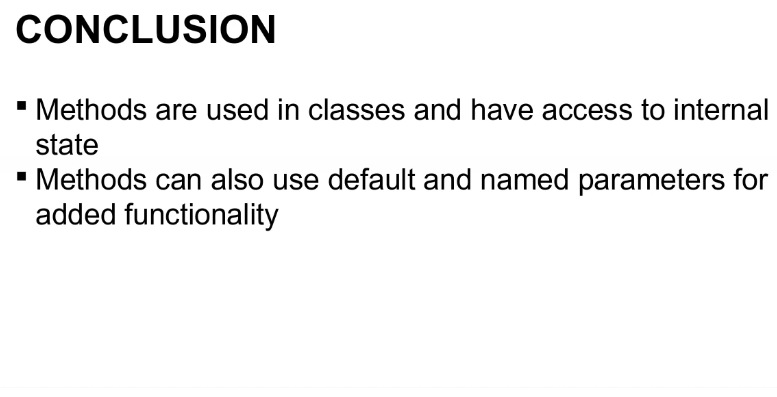 CONCLUSION
▪ Methods are used in classes and have access to internal
state
▪ Methods can also use default and named parameters for
added functionality